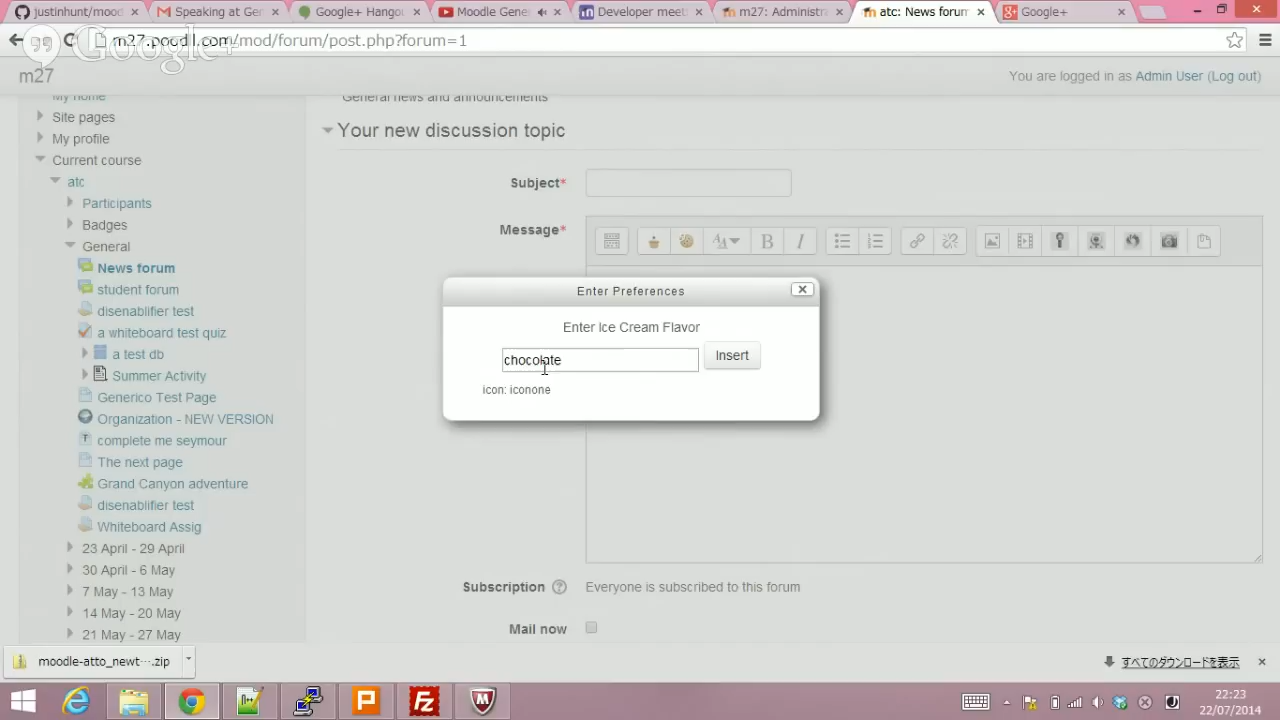 justinhunt/mood
Speaking at Gen
Google+ Hangou
Moodle Gener
Developer meeti
m27: Administra
atc: News forum
Google+
m27.poodll.com/mod/forum/post.php?forum=1
Google+
m27
You are logged in as Admin User (Log out)
My home
Site pages
My profile
Current course
atc
Participants
Badges
General
News forum
student forum
disenablifier test
a whiteboard test quiz
a test db
Summer Activity
Generico Test Page
Organization - NEW VERSION
complete me seymour
The next page
Grand Canyon adventure
disenablifier test
Whiteboard Assig
23 April - 29 April
30 April - 6 May
7 May - 13 May
14 May - 20 May
21 May - 27 May
General news and announcements
Your new discussion topic
Subject*
Message*
Enter Preferences
Enter Ice Cream Flavor
chocolate
Insert
icon: iconone
Subscription
Everyone is subscribed to this forum
Mail now
moodle-atto_newt···.zip
すべてのダウンロードを表示
22:23
22/07/2014